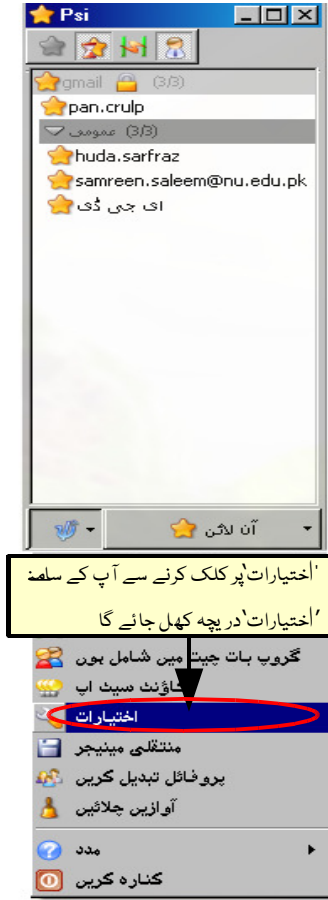 Psi
gmail (3/3)
pan.crulp
عمومی (3/3)
huda.sarfraz
samreen.saleem@nu.edu.pk
ای جی ڈی
آن لائن
'اختیارات' پر کلک کرنے سے آپ کے سامنے
'اختیارات' دریچہ کھل جائے گا
گروپ بات چیت میں شامل ہوں
کاؤنٹ سیٹ اپ
اختیارات
منتقلی مینیجر
پروفائل تبدیل کریں
آوازیں چلائیں
مدد
کنارہ کریں